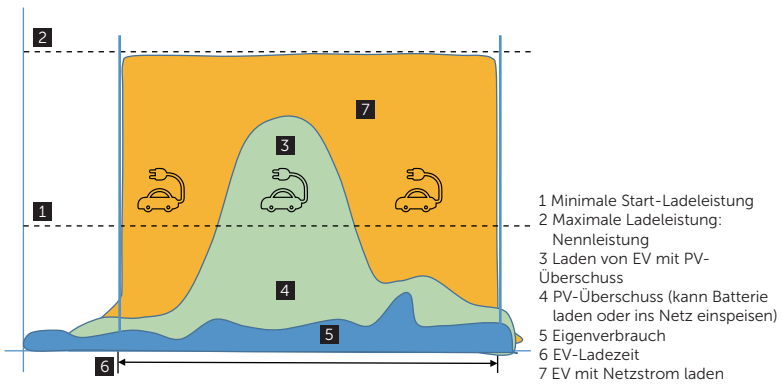 2
7
3
1
4
5
6
1 Minimale Start-Ladeleistung
2 Maximale Ladeleistung:
Nennleistung
3 Laden von EV mit PV-
Überschuss
4 PV-Überschuss (kann Batterie
laden oder ins Netz einspeisen)
5 Eigenverbrauch
6 EV-Ladezeit
7 EV mit Netzstrom laden